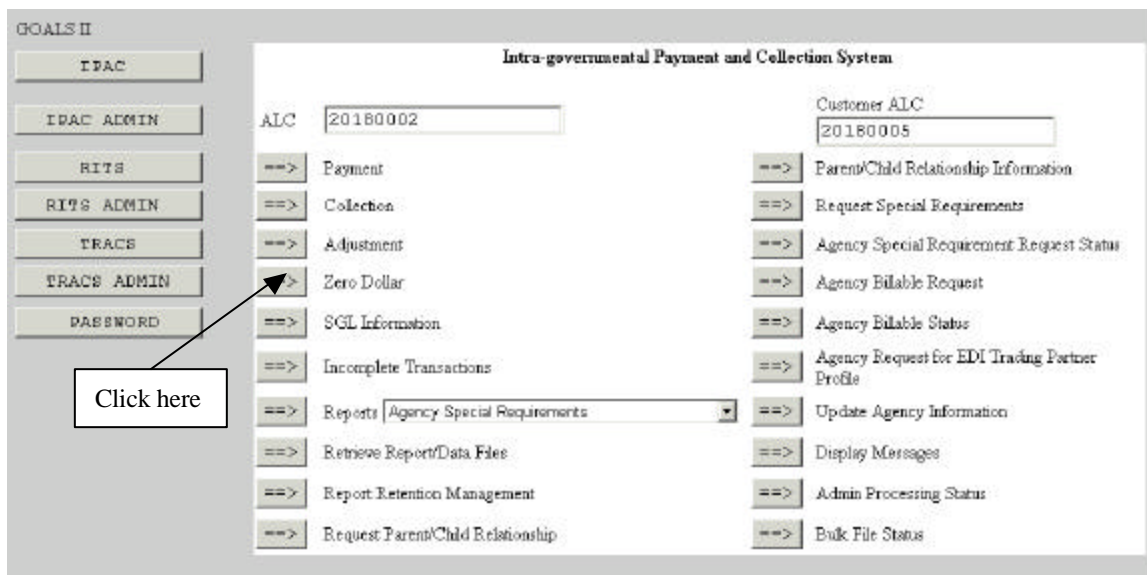 GOALS II
IPAC
IPAC ADMIN
RITS
RITS ADMIN
TRACS
TRACS ADMIN
PASSWORD
Click here
Intra-governmental Payment and Collection System
ALC 20180002
Customer ALC
20180005
==> Payment
==> Collection
==> Adjustment
==> Zero Dollar
==> SGL Information
==> Incomplete Transactions
==> Reports Agency Special Requirements
==> Retrieve Report/Data Files
==> Report Retention Management
==> Request Parent/Child Relationship
==> Parent/Child Relationship Information
==> Request Special Requirements
==> Agency Special Requirement Request Status
==> Agency Billable Request
==> Agency Billable Status
==> Agency Request for EDI Trading Partner
Profile
==> Update Agency Information
==> Display Messages
==> Admin Processing Status
==> Bulk File Status